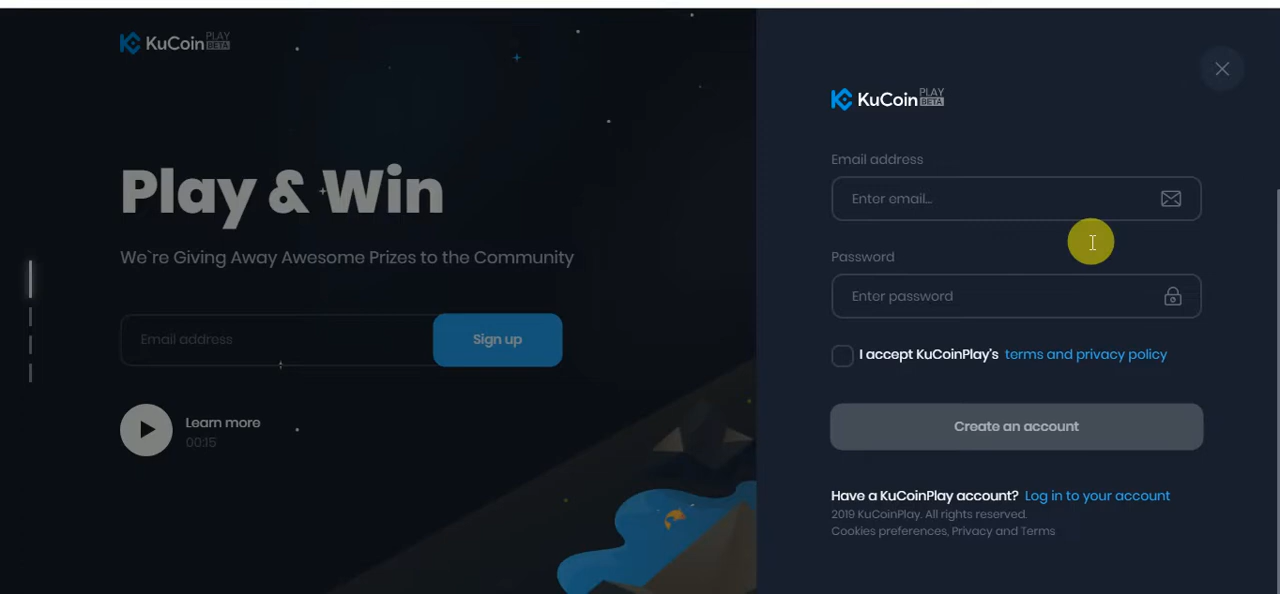 KuCoin PLAY BETA
Play & Win
We`re Giving Away Awesome Prizes to the Community
Email address
Sign up
Learn more
00:15
KuCoin PLAY BETA
Email address
Enter email...
Password
Enter password
I accept KuCoinPlay's terms and privacy policy
Create an account
Have a KuCoinPlay account? Log in to your account
2019 KuCoinPlay. All rights reserved.
Cookies preferences, Privacy and Terms